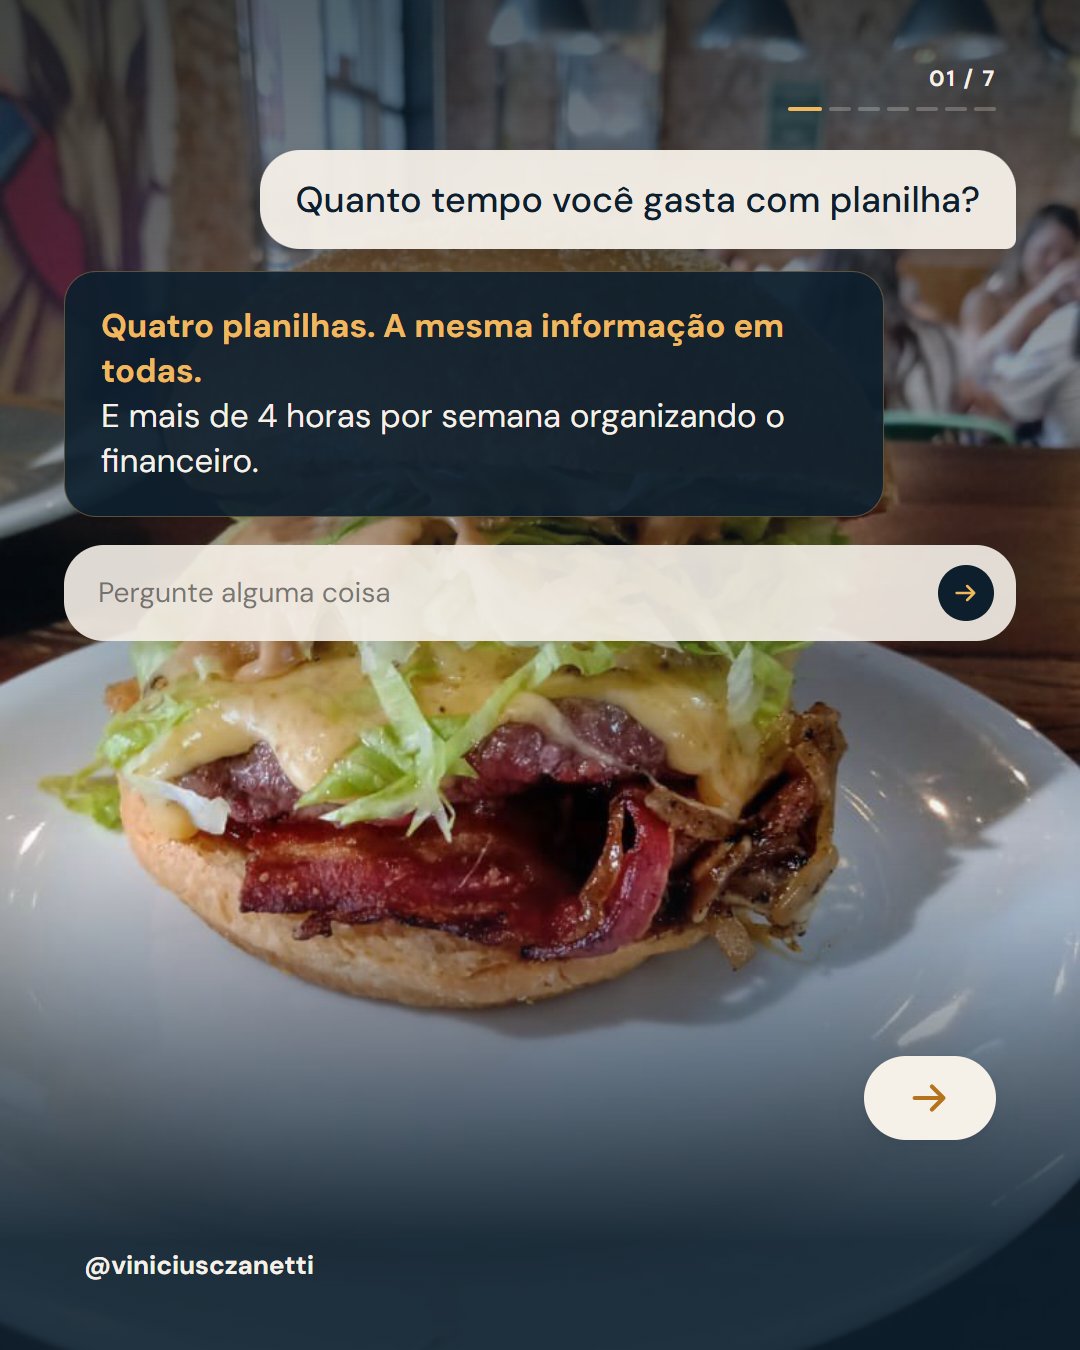 01 / 7
Quanto tempo você gasta com planilha?
Quatro planilhas. A mesma informação em
todas.
E mais de 4 horas por semana organizando o
financeiro.
Pergunte alguma coisa
@viniciusczanetti